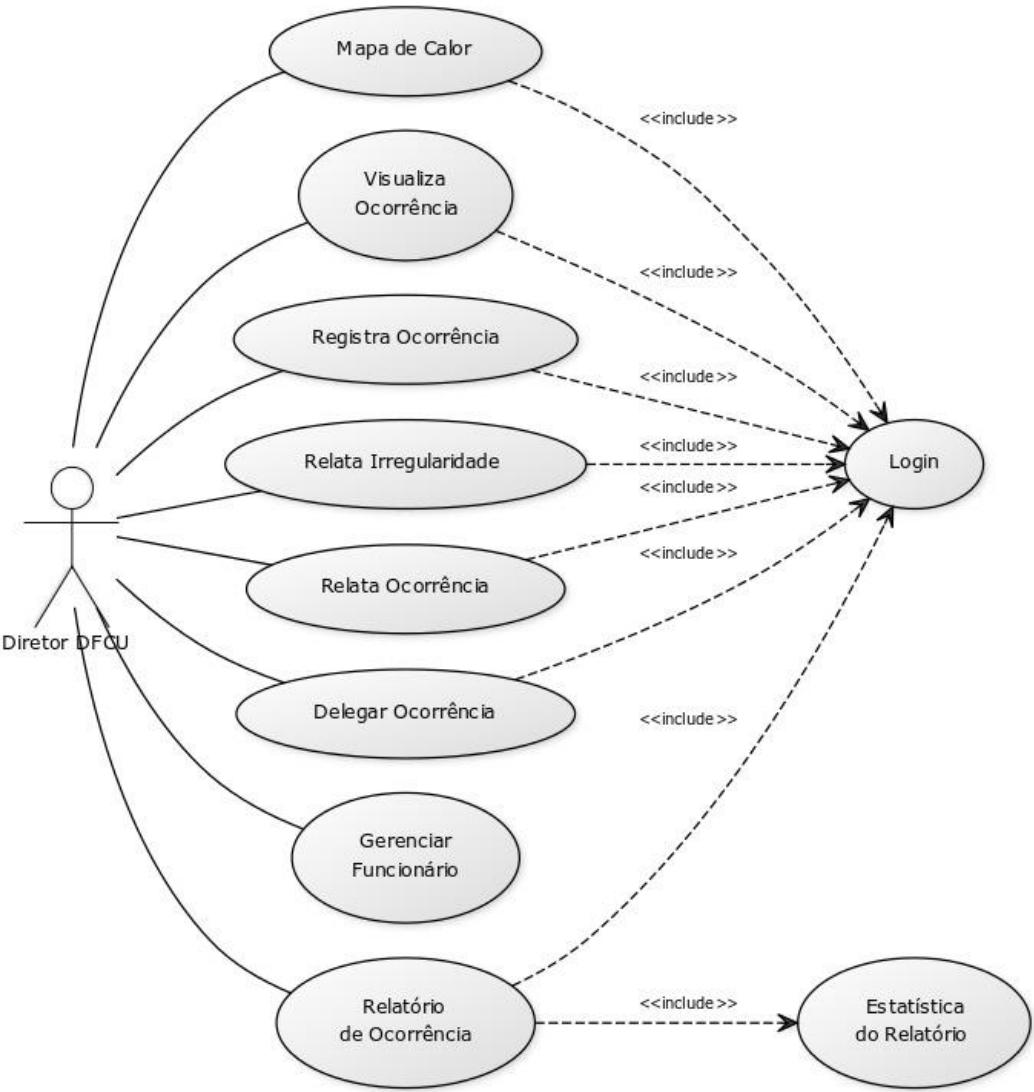 Mapa de Calor
<<include>>
Visualiza
Ocorrência
<<include>>
Registra Ocorrência
<<include>>
Relata Irregularidade
<<include>>
Login
<<include>>
Relata Ocorrência
<<include>>
Diretor DFCU
Delegar Ocorrência
<<include>>
Gerenciar
Funcionário
Relatório
de Ocorrência
<<include>>
Estatística
do Relatório